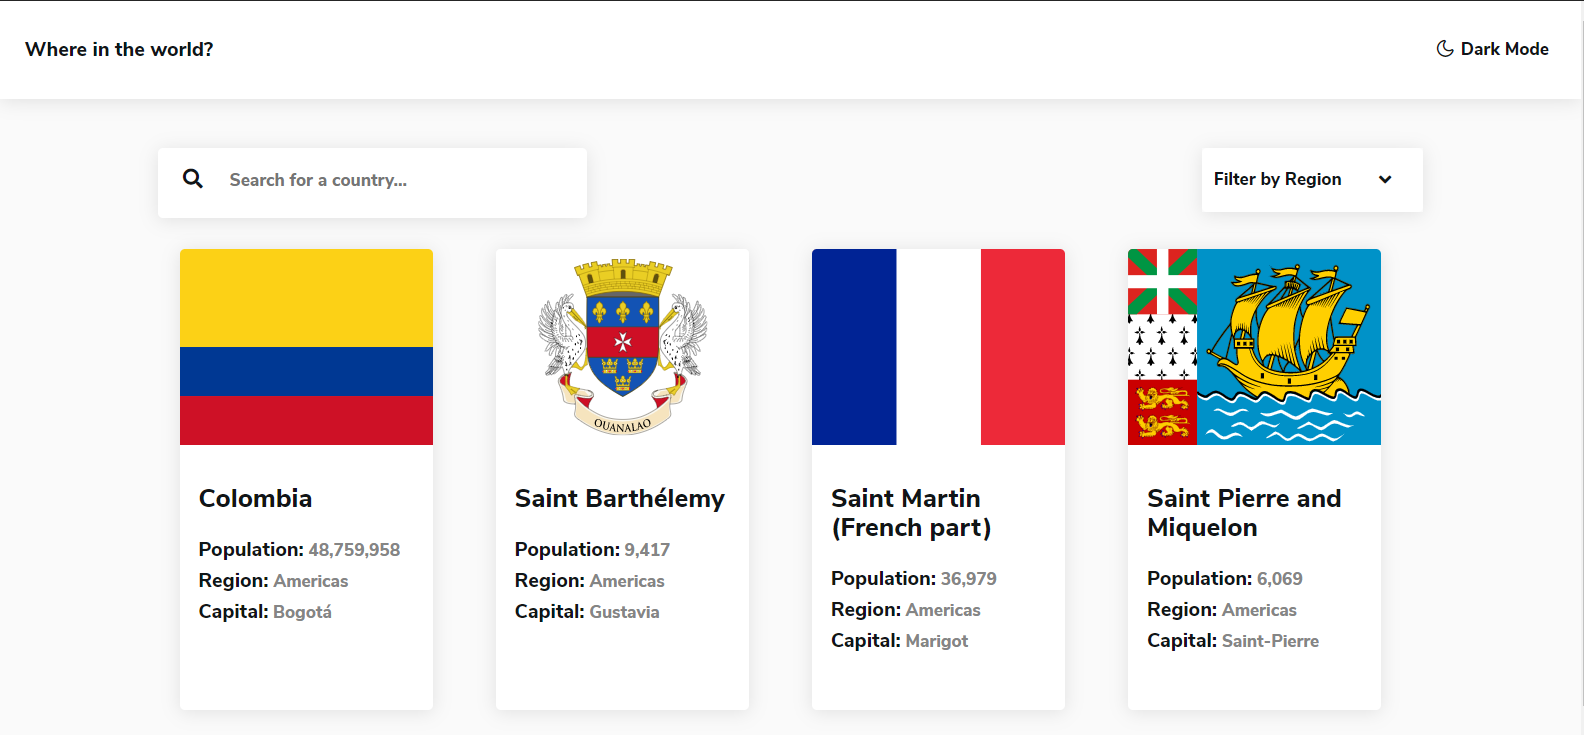 Where in the world?
Dark Mode
Search for a country...
Filter by Region
OUANALAO
Colombia
Population: 48,759,958
Region: Americas
Capital: Bogotá
Saint Barthélemy
Population: 9,417
Region: Americas
Capital: Gustavia
Saint Martin
(French part)
Population: 36,979
Region: Americas
Capital: Marigot
Saint Pierre and
Miquelon
Population: 6,069
Region: Americas
Capital: Saint-Pierre